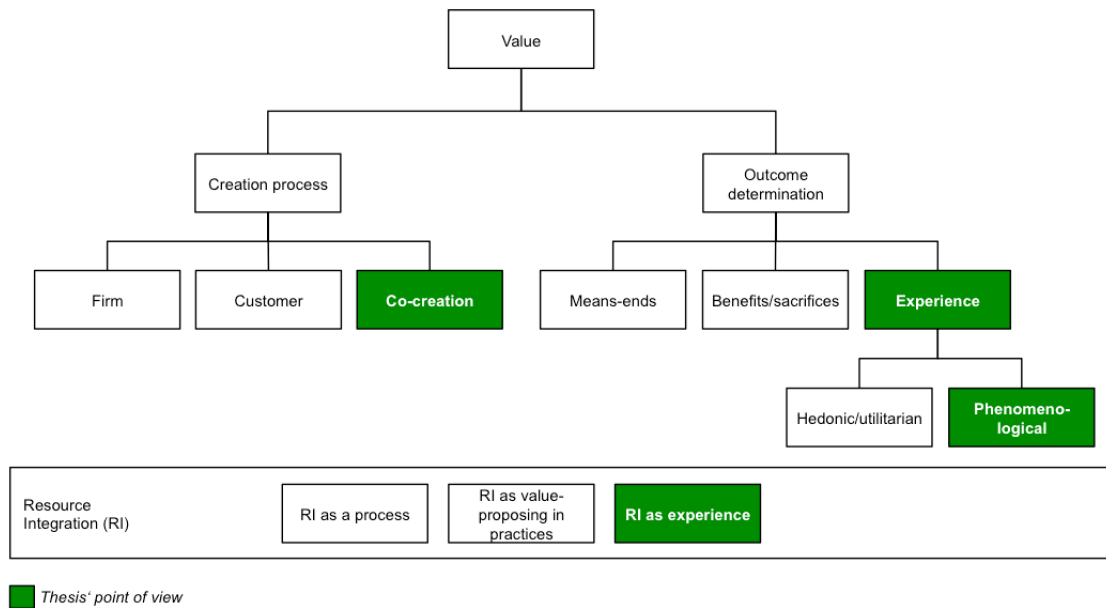 Value
Creation process
Outcome
determination
Firm
Customer
Co-creation
Means-ends
Benefits/sacrifices
Experience
Hedonic/utilitarian
Phenomeno-
logical
Resource
Integration (RI)
RI as a process
RI as value-
proposing in
practices
RI as experience
Thesis‘ point of view